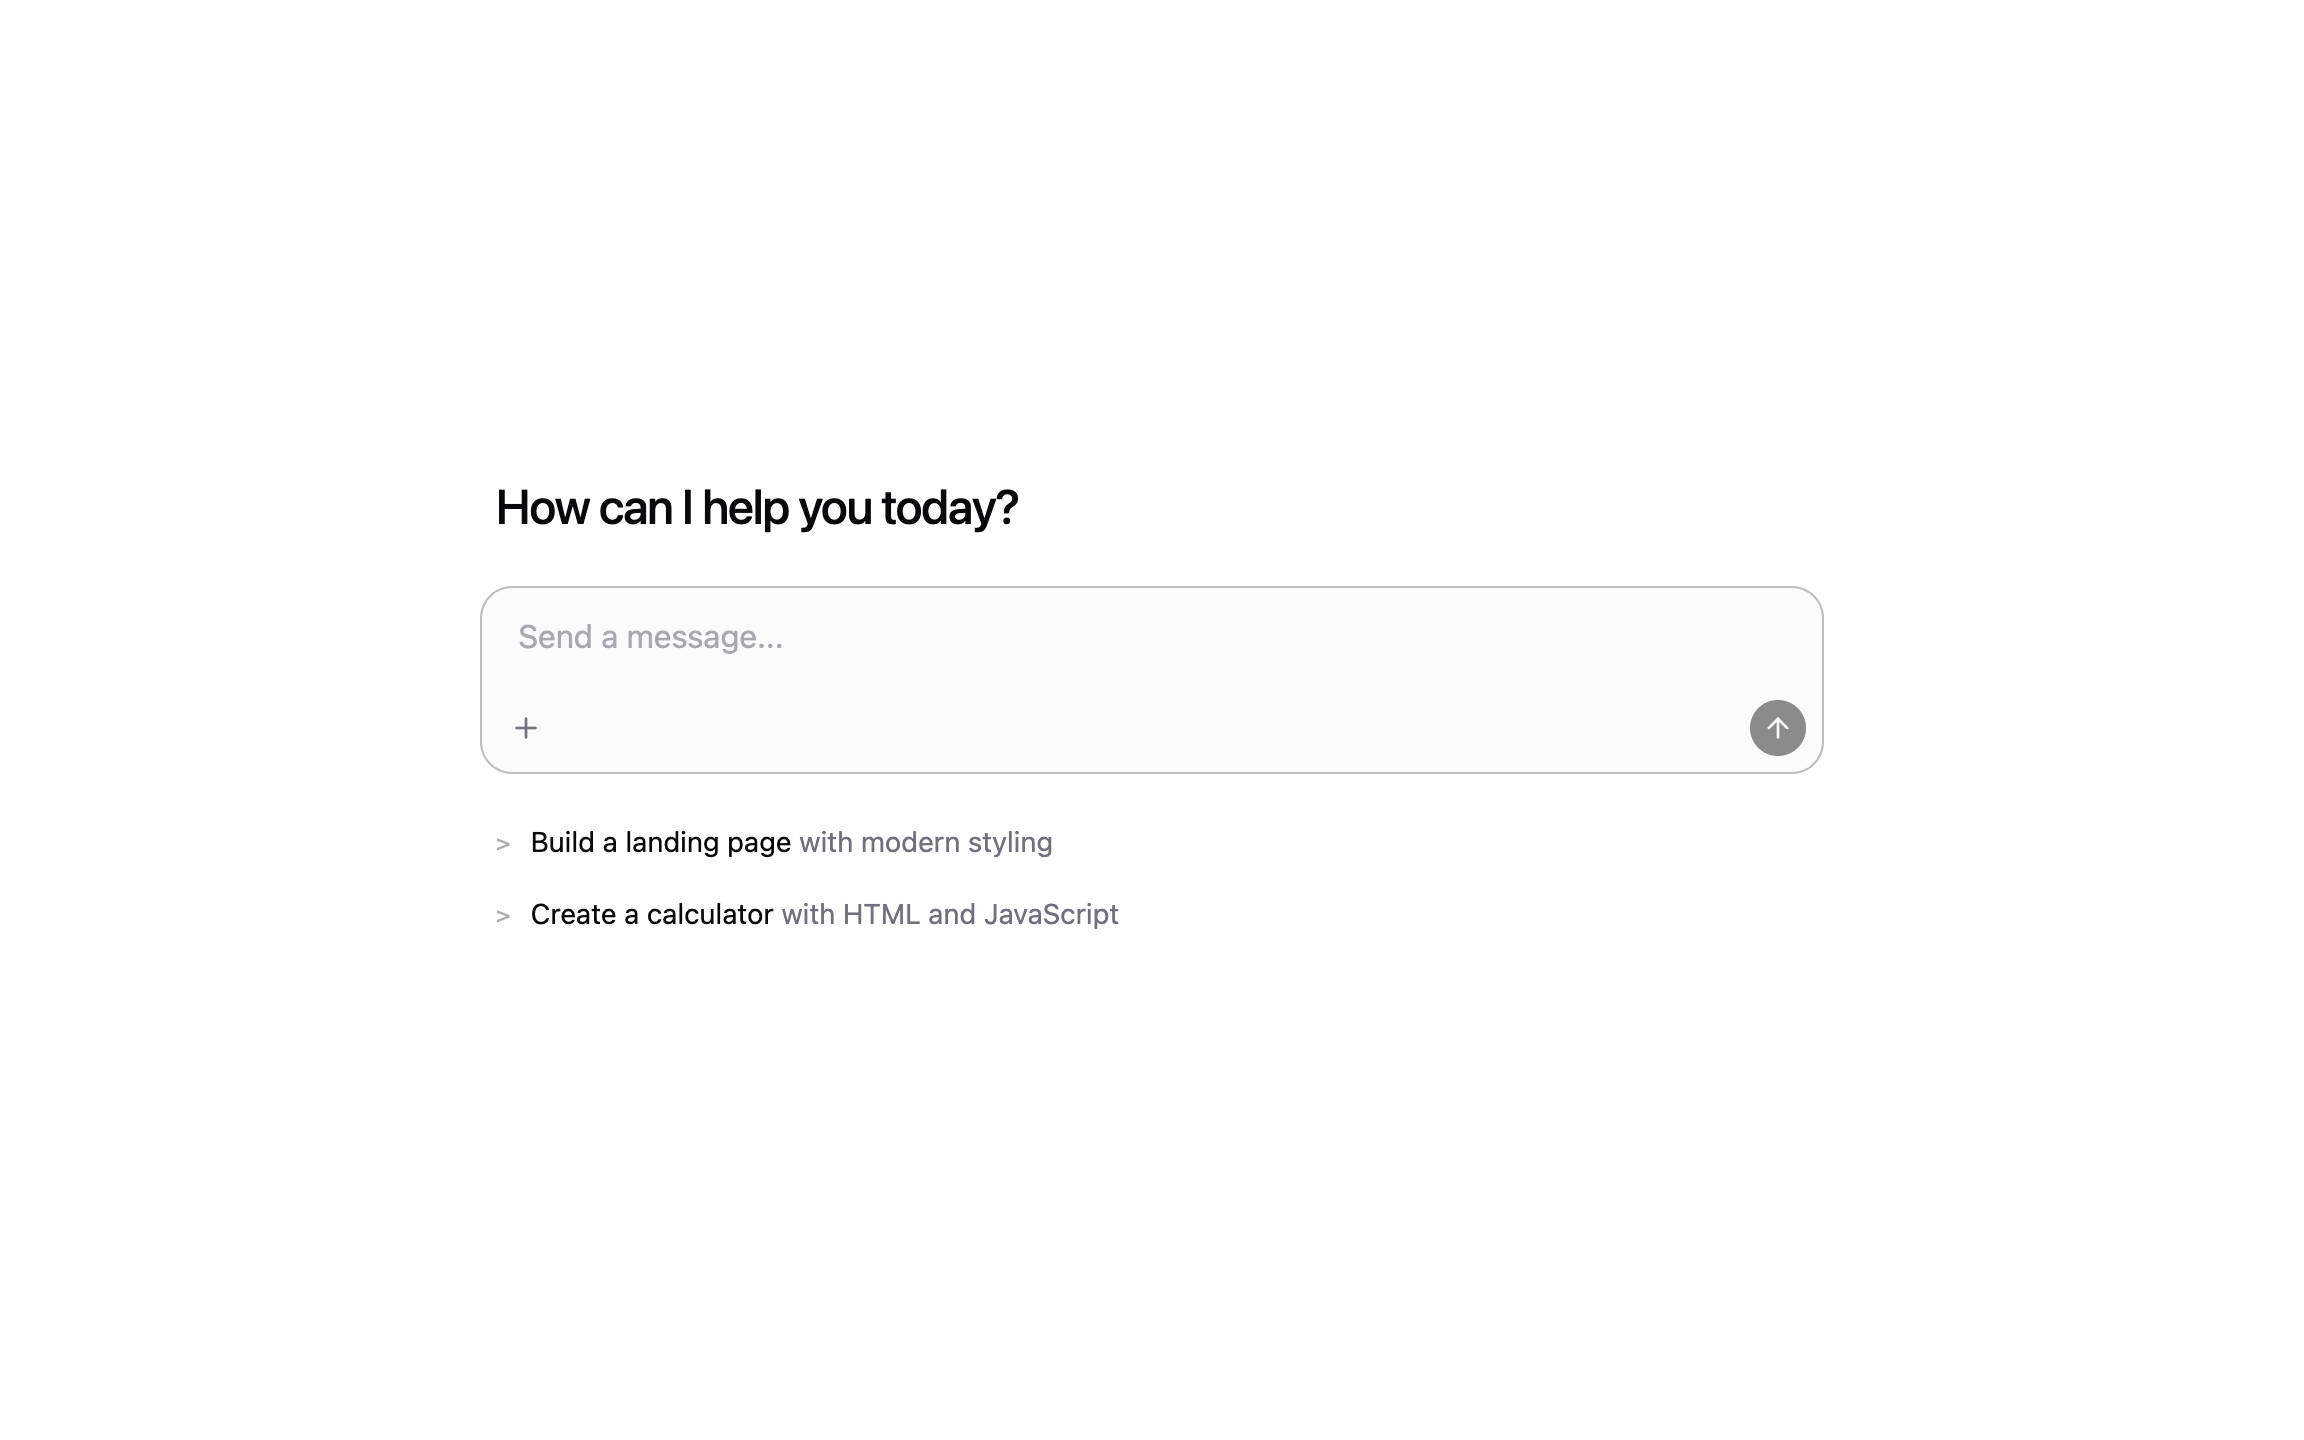 How can I help you today?
Send a message...
> Build a landing page with modern styling
> Create a calculator with HTML and JavaScript